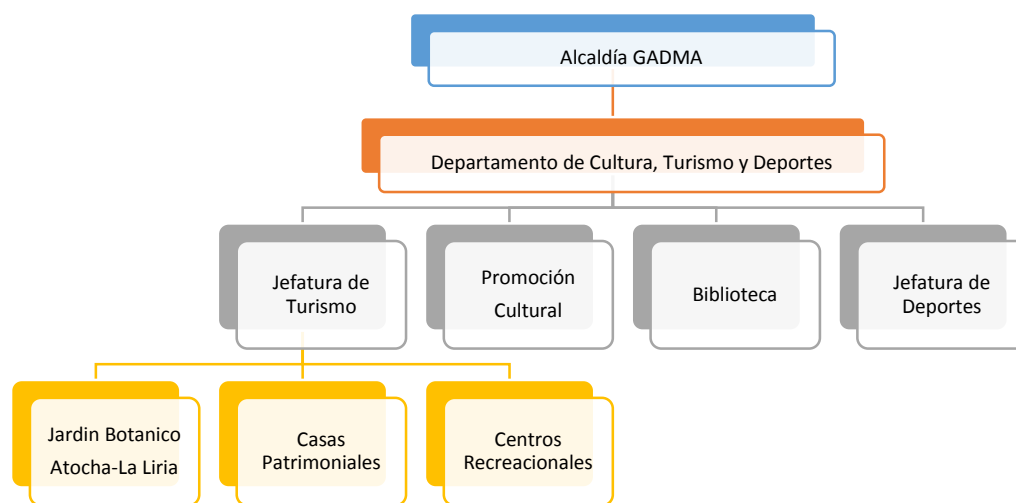 Alcaldía GADMA
Departamento de Cultura, Turismo y Deportes
Jefatura de
Turismo
Promoción
Cultural
Biblioteca
Jefatura de
Deportes
Jardin Botanico
Atocha-La Liria
Casas
Patrimoniales
Centros
Recreacionales